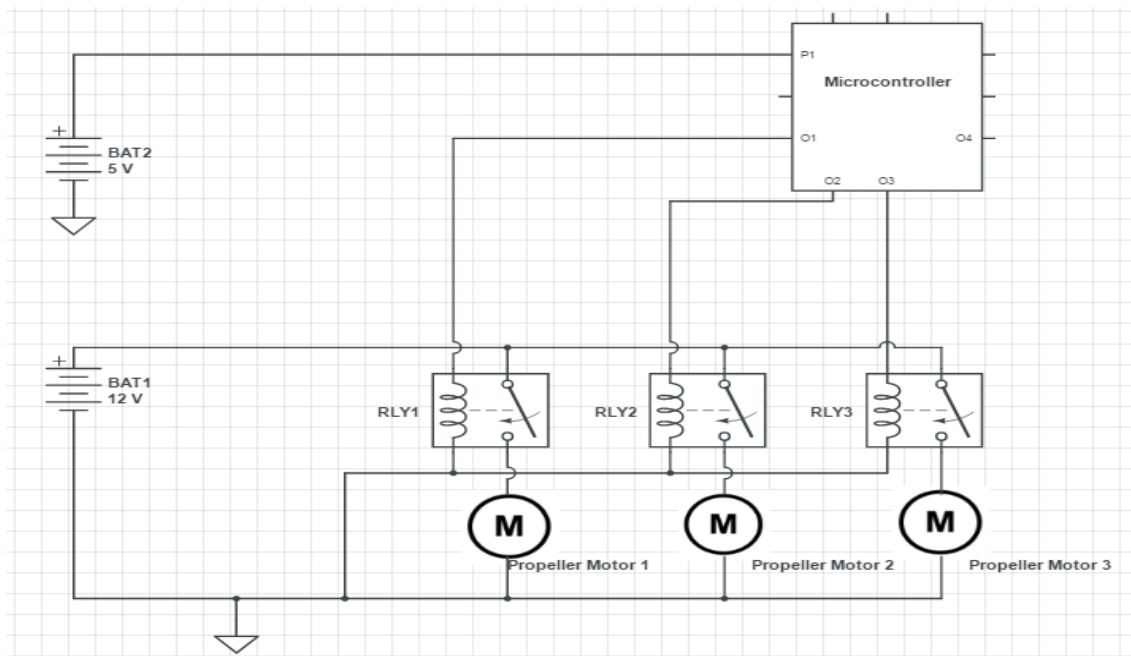 P1
Microcontroller
+
BAT2
5 V
O1
O4
O2 O3
+
BAT1
12 V
RLY1
RLY2
RLY3
M
M
M
Propeller Motor 1
Propeller Motor 2
Propeller Motor 3